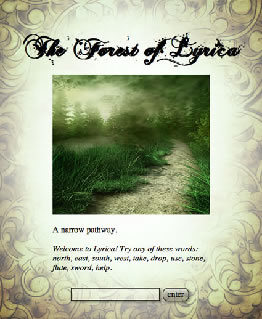 The Forest of Lyrica
A narrow pathway.
Welcome to Lyrica! Try any of these words:
north, east, south, west, take, drop, use, stone,
flute, sword, help.
enter